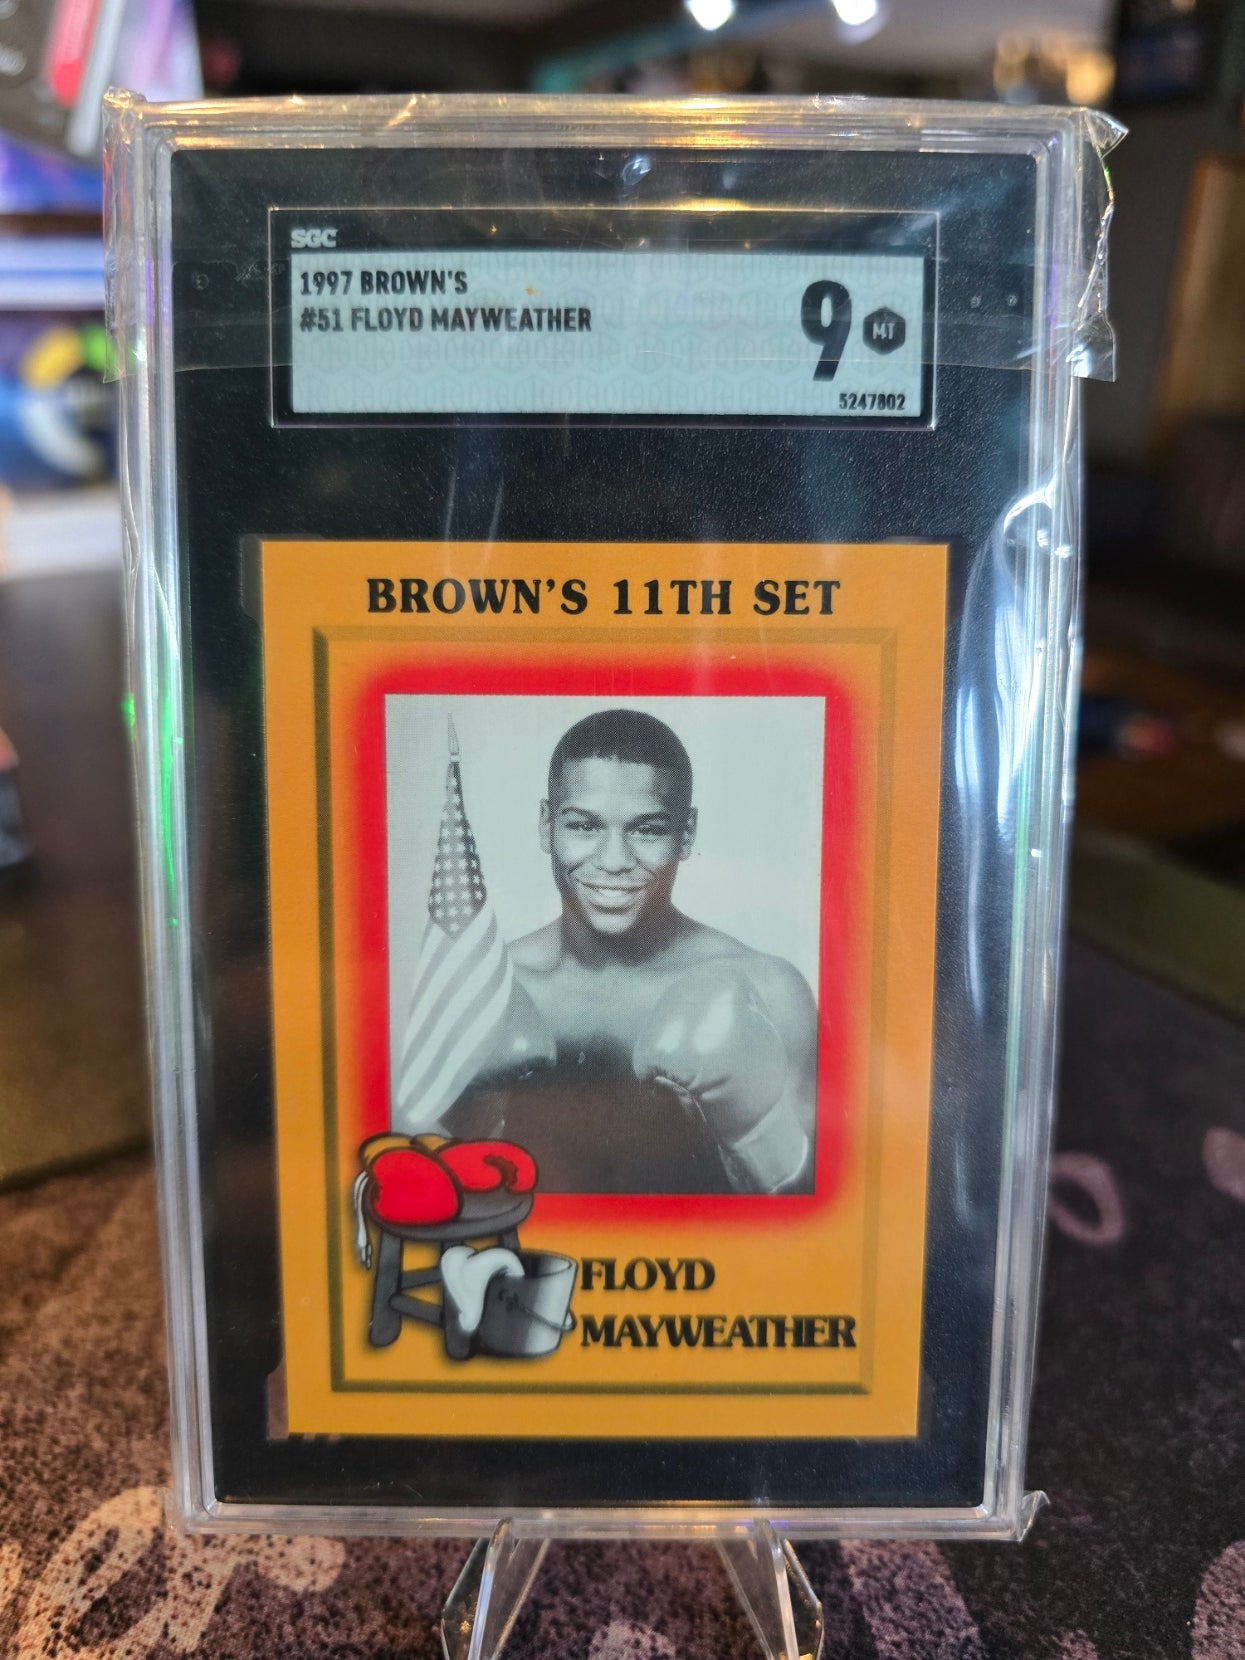 SGC
1997 BROWN'S
#51 FLOYD MAYWEATHER
9 MT
5247802
BROWN'S 11TH SET
FLOYD
MAYWEATHER